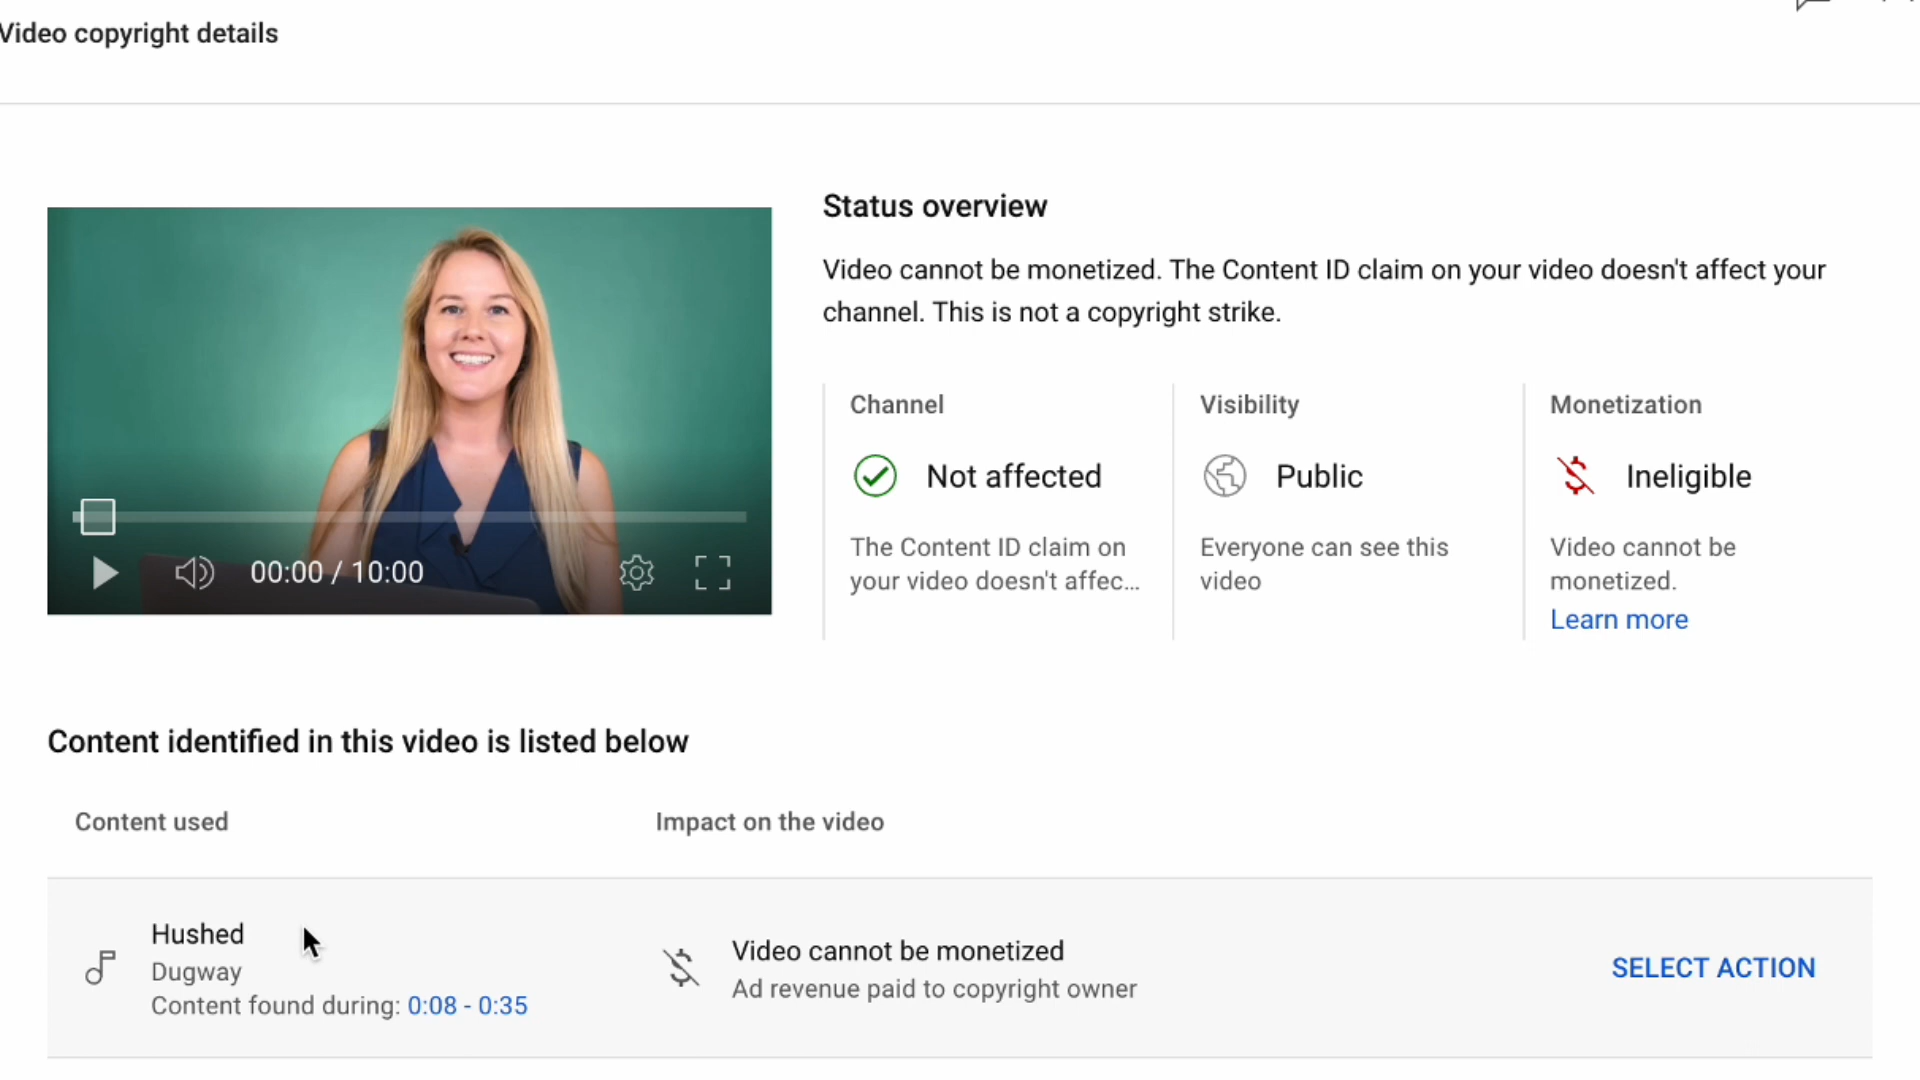 Video copyright details
Status overview
Video cannot be monetized. The Content ID claim on your video doesn't affect your
channel. This is not a copyright strike.
Channel
Not affected
The Content ID claim on
your video doesn't affec...
Visibility
Public
Everyone can see this
video
Monetization
Ineligible
Video cannot be
monetized.
Learn more
00:00 / 10:00
Content identified in this video is listed below
Content used
Impact on the video
Hushed
Dugway
Content found during: 0:08 - 0:35
Video cannot be monetized
Ad revenue paid to copyright owner
SELECT ACTION